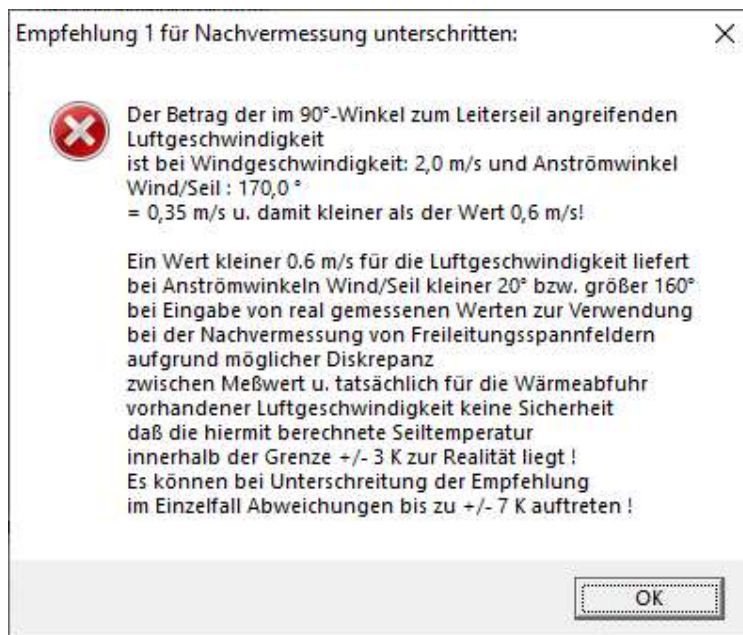 Empfehlung 1 für Nachvermessung unterschritten:
Der Betrag der im 90°-Winkel zum Leiterseil angreifenden
Luftgeschwindigkeit
ist bei Windgeschwindigkeit: 2,0 m/s und Anströmwinkel
Wind/Seil : 170,0 °
= 0,35 m/s u. damit kleiner als der Wert 0,6 m/s!
Ein Wert kleiner 0.6 m/s für die Luftgeschwindigkeit liefert
bei Anströmwinkeln Wind/Seil kleiner 20° bzw. größer 160°
bei Eingabe von real gemessenen Werten zur Verwendung
bei der Nachvermessung von Freileitungsspannfeldern
aufgrund möglicher Diskrepanz
zwischen Meßwert u. tatsächlich für die Wärmeabfuhr
vorhandener Luftgeschwindigkeit keine Sicherheit
daß die hiermit berechnete Seiltemperatur
innerhalb der Grenze +/- 3 K zur Realität liegt !
Es können bei Unterschreitung der Empfehlung
im Einzelfall Abweichungen bis zu +/- 7 K auftreten !
OK